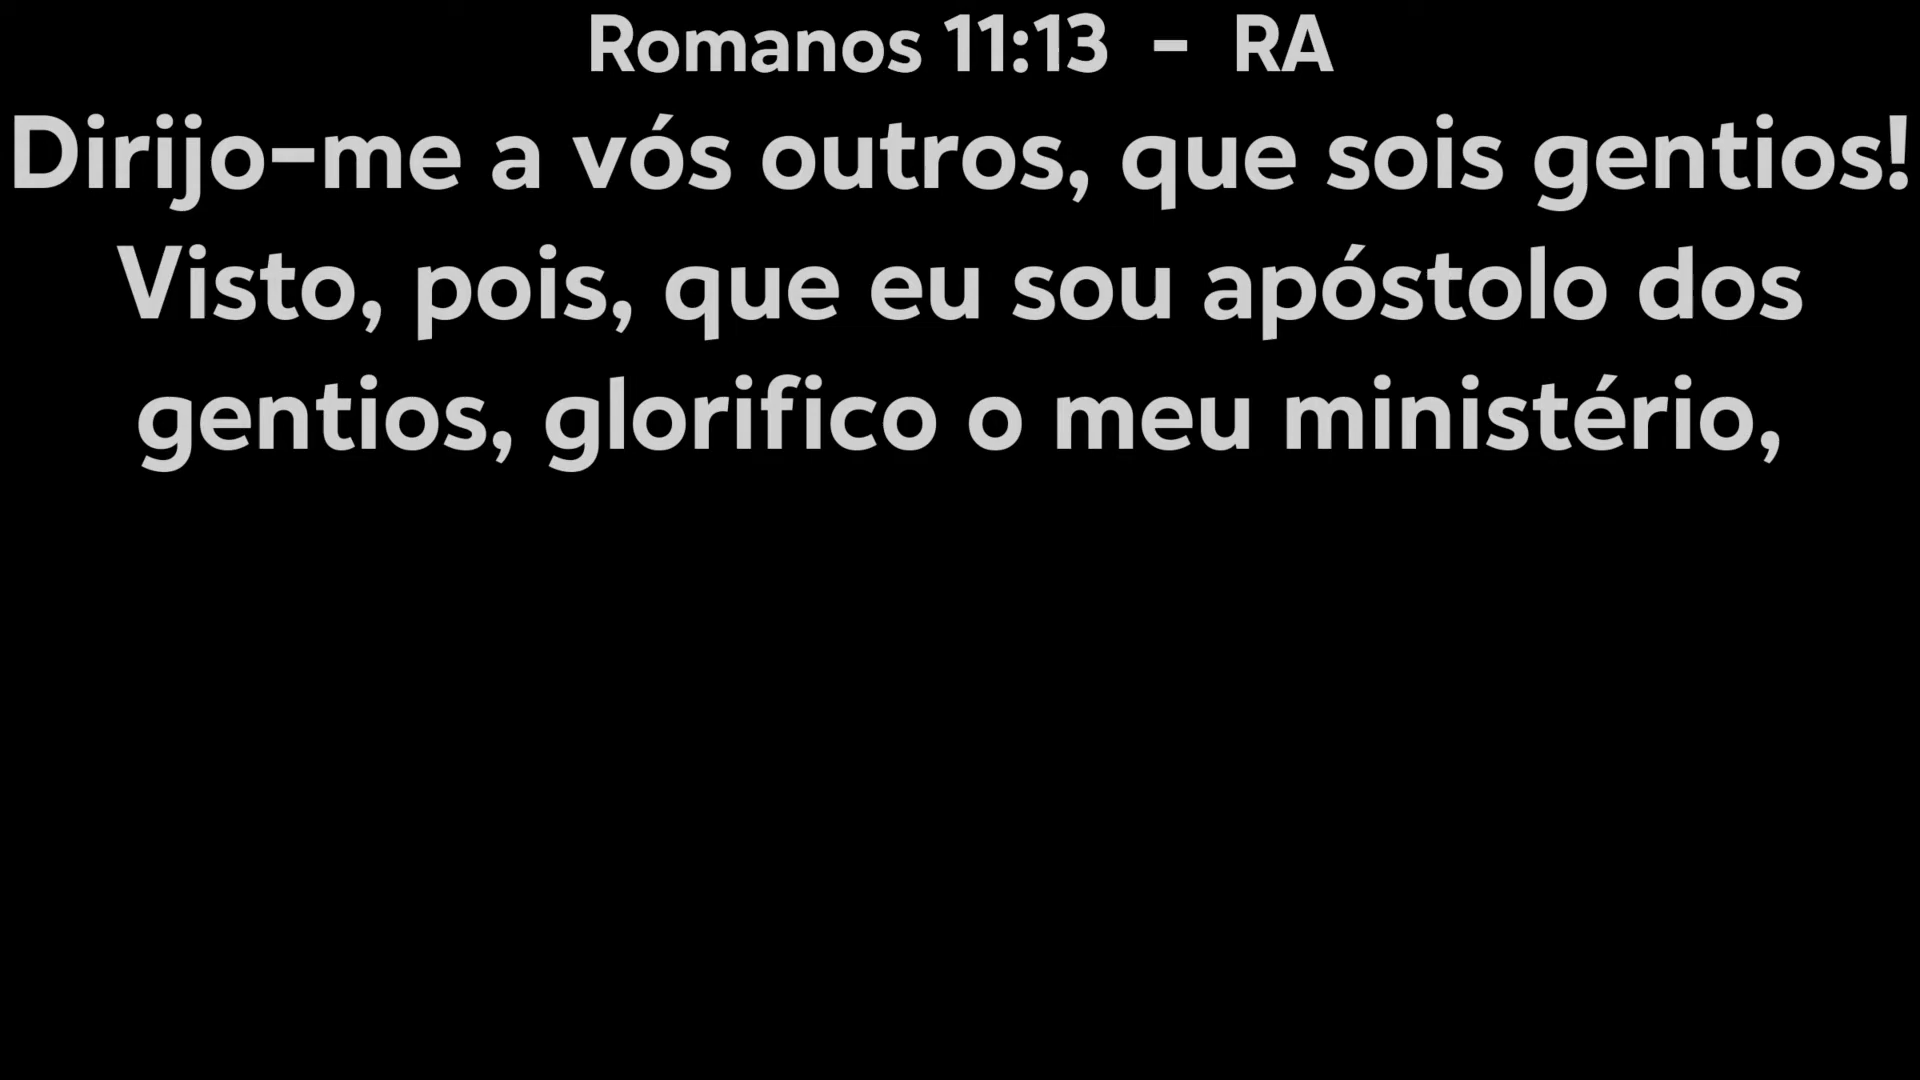 Romanos 11:13 - RA
Dirijo-me a vós outros, que sois gentios!
Visto, pois, que eu sou apóstolo dos
gentios, glorifico o meu ministério,